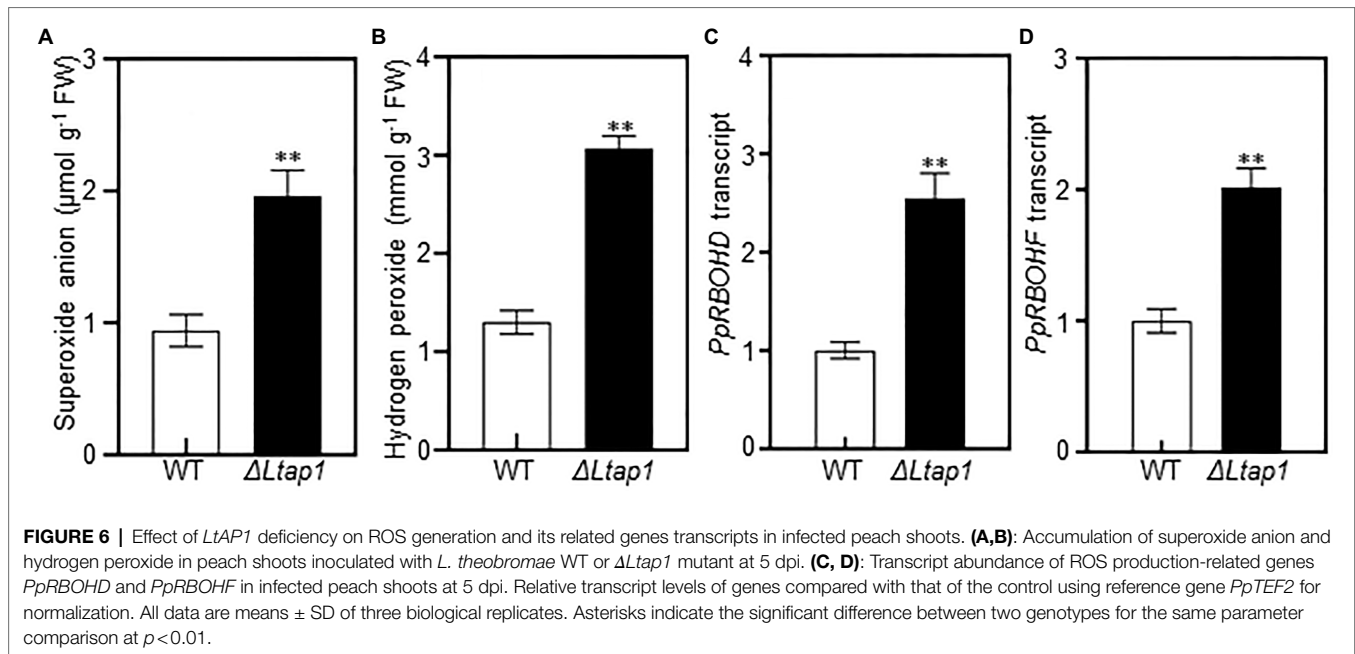 A
Superoxide anion (µmol g-1 FW)
3
2
1
0
**
WT
ΔLtap1
B
Hydrogen peroxide (mmol g-1 FW)
4
3
2
1
0
**
WT
ΔLtap1
C
PpRBOHD transcript
4
3
2
1
0
**
WT
ΔLtap1
D
PpRBOHF transcript
3
2
1
0
**
WT
ΔLtap1
FIGURE 6 | Effect of LtAP1 deficiency on ROS generation and its related genes transcripts in infected peach shoots. (A,B): Accumulation of superoxide anion and
hydrogen peroxide in peach shoots inoculated with L. theobromae WT or ΔLtap1 mutant at 5 dpi. (C, D): Transcript abundance of ROS production-related genes
PpRBOHD and PpRBOHF in infected peach shoots at 5 dpi. Relative transcript levels of genes compared with that of the control using reference gene PpTEF2 for
normalization. All data are means ± SD of three biological replicates. Asterisks indicate the significant difference between two genotypes for the same parameter
comparison at p<0.01.